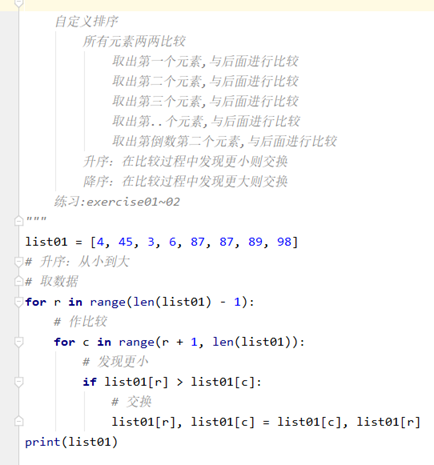 自定义排序
所有元素两两比较
取出第一个元素,与后面进行比较
取出第二个元素,与后面进行比较
取出第三个元素,与后面进行比较
取出第..个元素,与后面进行比较
取出第倒数第二个元素,与后面进行比较
升序: 在比较过程中发现更小则交换
降序: 在比较过程中发现更大则交换
练习:exercise01~02
"""
list01 = [4, 45, 3, 6, 87, 87, 89, 98]
# 升序: 从小到大
# 取数据
for r in range(len(list01) - 1):
# 作比较
for c in range(r + 1, len(list01)):
# 发现更小
if list01[r] > list01[c]:
# 交换
list01[r], list01[c] = list01[c], list01[r]
print(list01)